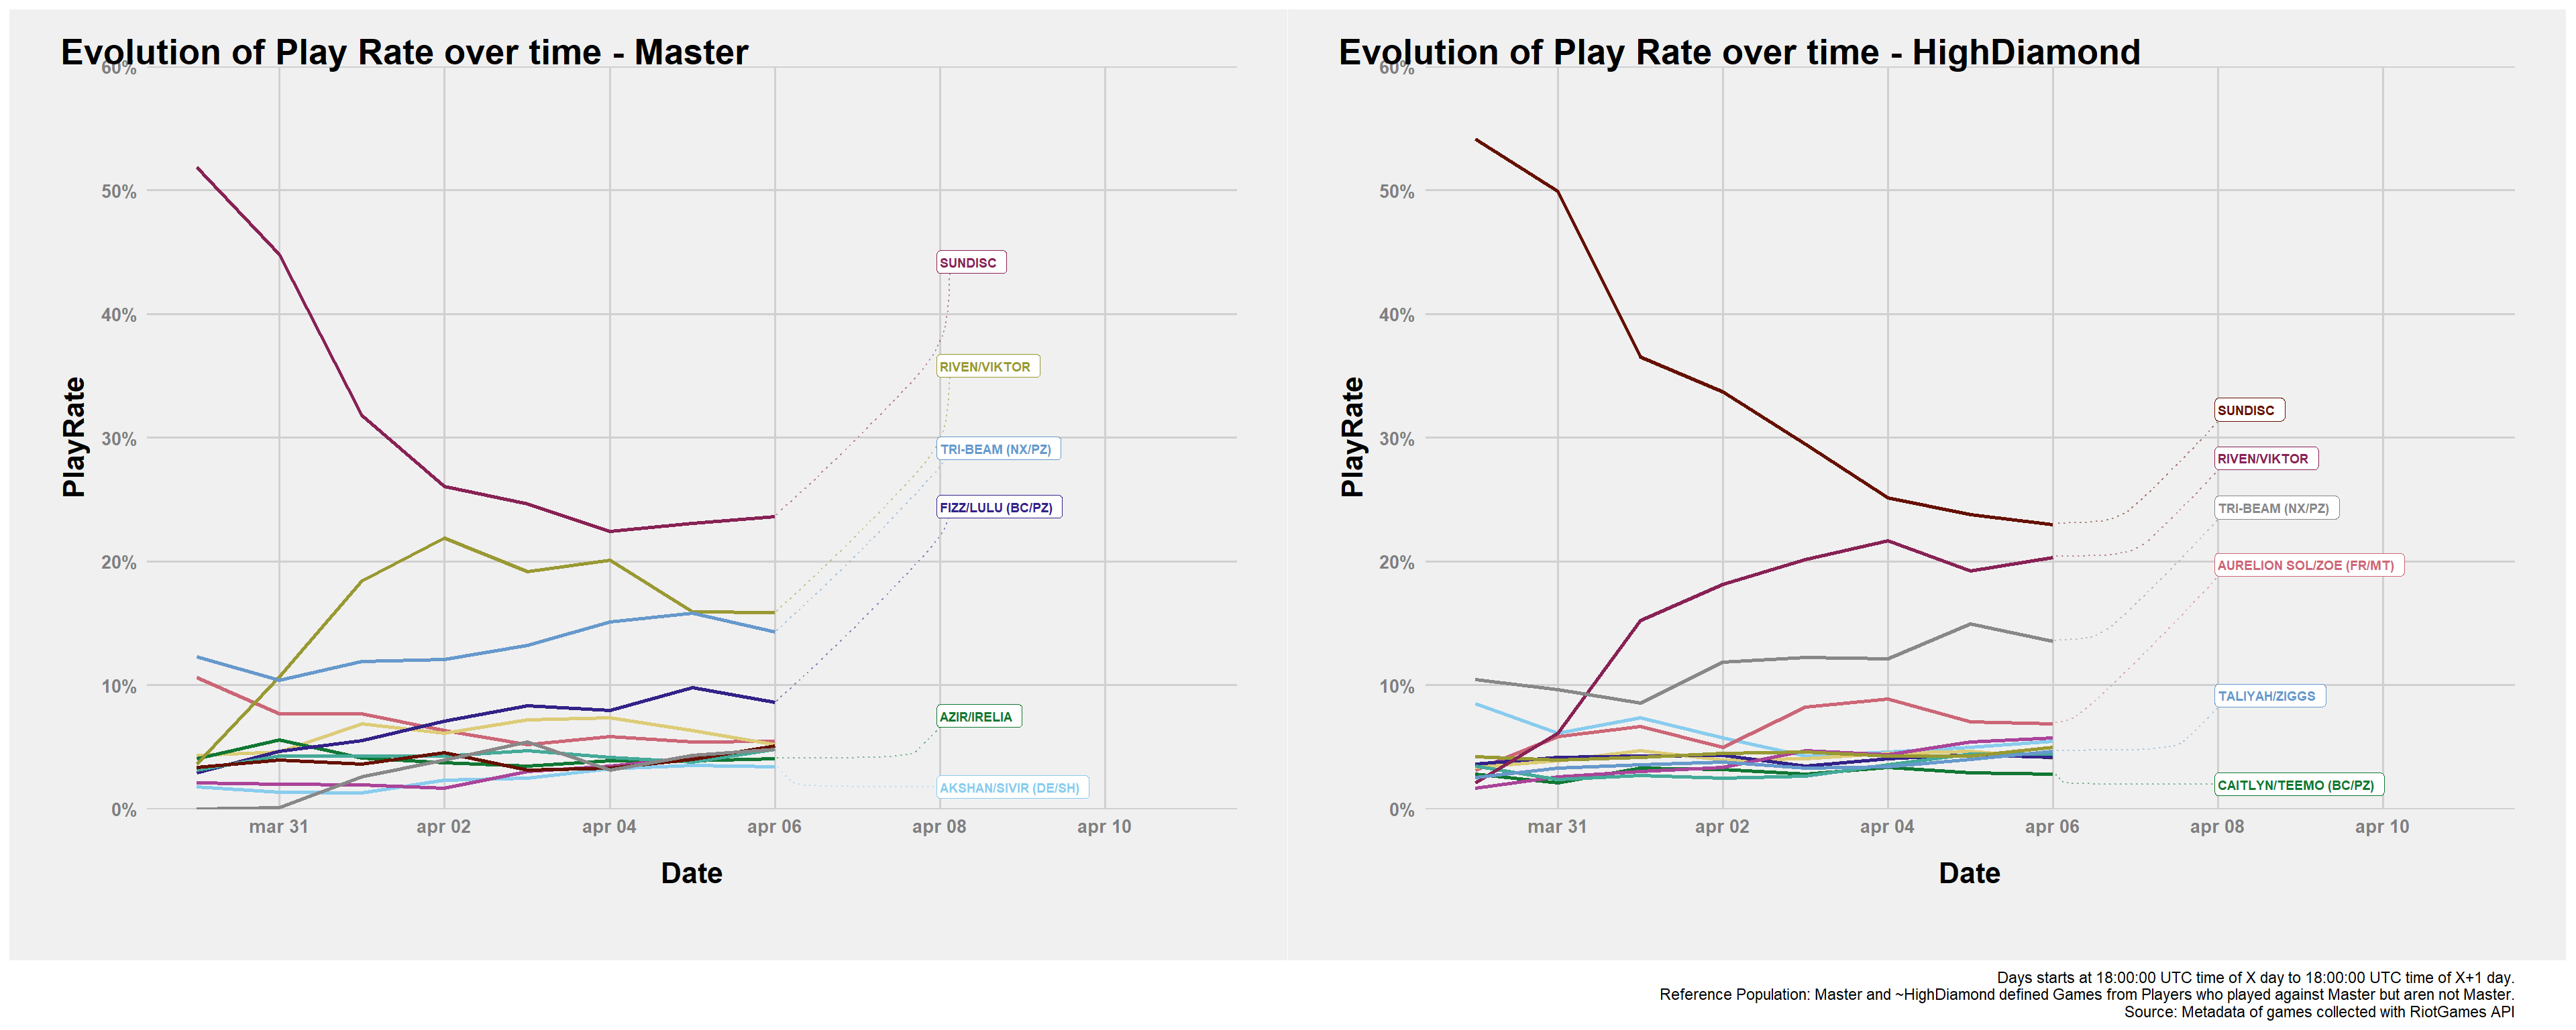 Evolution of Play Rate over time - Master
60%
50%
40%
30%
20%
10%
0%
PlayRate
mar 31
apr 02
apr 04
apr 06
apr 08
apr 10
Date
SUNDISC
RIVEN/VIKTOR
TRI-BEAM (NX/PZ)
FIZZ/LULU (BC/PZ)
AZIR/IRELIA
AKSHAN/SIVIR (DE/SH)
Evolution of Play Rate over time - HighDiamond
60%
50%
40%
30%
20%
10%
0%
PlayRate
mar 31
apr 02
apr 04
apr 06
apr 08
apr 10
Date
SUNDISC
RIVEN/VIKTOR
TRI-BEAM (NX/PZ)
AURELION SOL/ZOE (FR/MT)
TALIYAH/ZIGGS
CAITLYN/TEEMO (BC/PZ)
Days starts at 18:00:00 UTC time of X day to 18:00:00 UTC time of X+1 day.
Reference Population: Master and ~HighDiamond defined Games from Players who played against Master but aren not Master.
Source: Metadata of games collected with RiotGames API